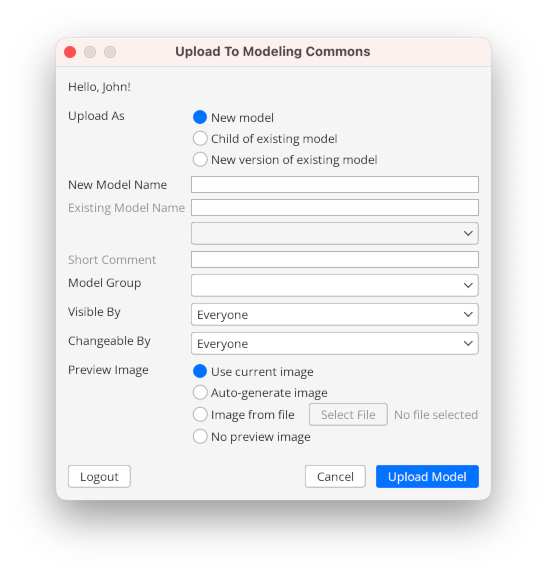 Upload To Modeling Commons
Hello, John!
Upload As
New model
Child of existing model
New version of existing model
New Model Name
Existing Model Name
Short Comment
Model Group
Visible By Everyone
Changeable By Everyone
Preview Image
Use current image
Auto-generate image
Image from file Select File No file selected
No preview image
Logout Cancel Upload Model